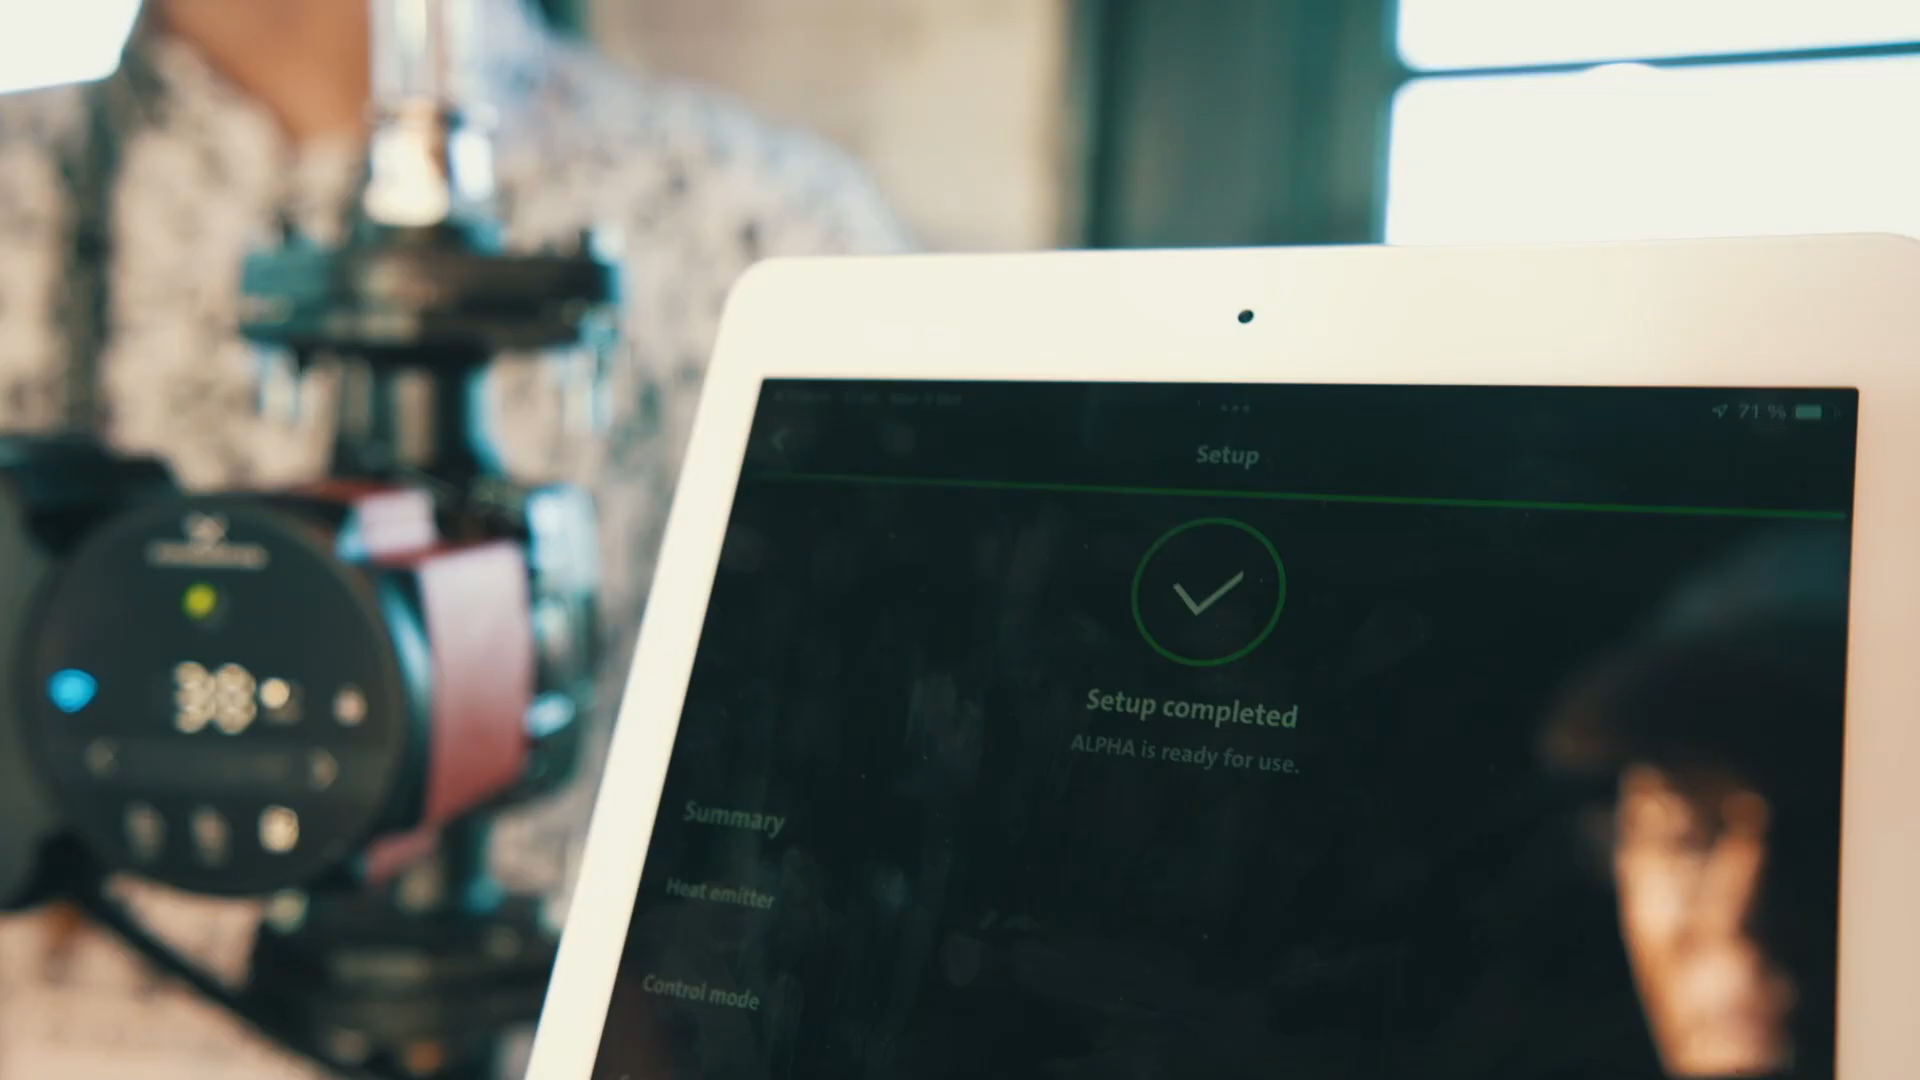 71 %
Setup
Setup completed
ALPHA is ready for use.
Summary
Heat emitter
Control mode